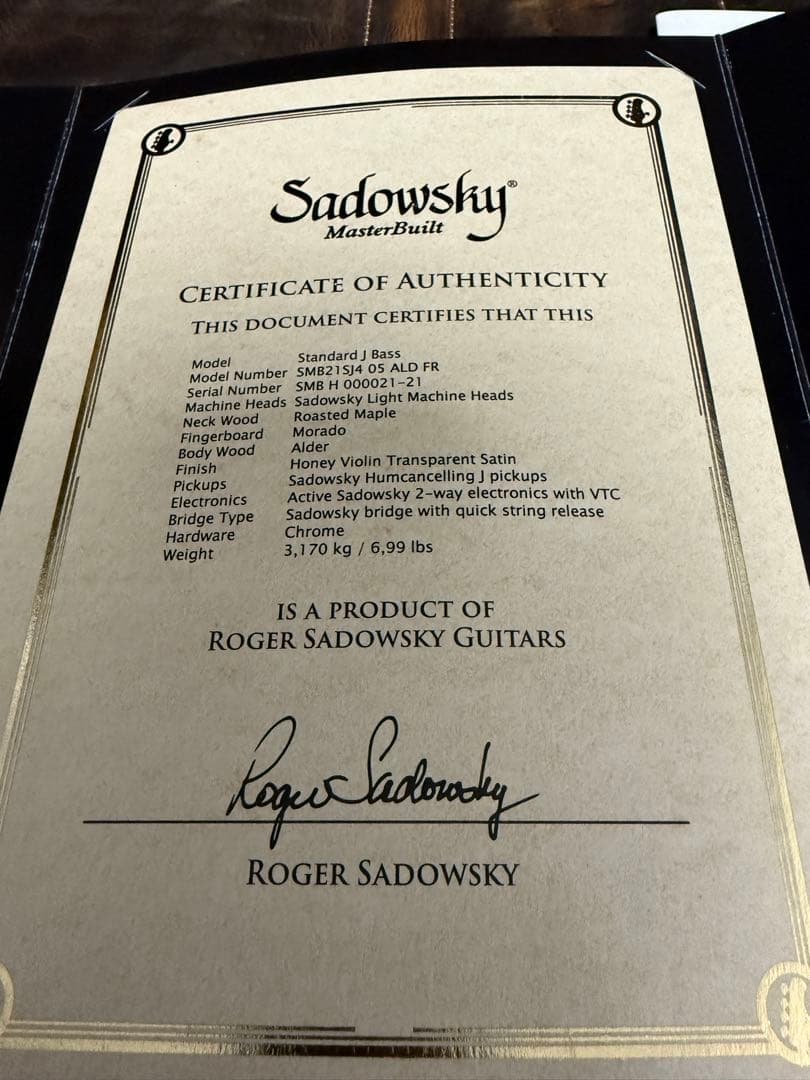 Sadowsky®
MasterBuilt
CERTIFICATE OF AUTHENTICITY
THIS DOCUMENT CERTIFIES THAT THIS
Model Standard J Bass
Model Number SMB21SJ4 05 ALD FR
Serial Number SMB H 000021-21
Machine Heads Sadowsky Light Machine Heads
Neck Wood Roasted Maple
Fingerboard Morado
Body Wood Alder
Finish Honey Violin Transparent Satin
Pickups Sadowsky Humcancelling J pickups
Electronics Active Sadowsky 2-way electronics with VTC
Bridge Type Sadowsky bridge with quick string release
Hardware Chrome
Weight 3,170 kg / 6,99 lbs
IS A PRODUCT OF
ROGER SADOWSKY GUITARS
Roger Sadowsky
ROGER SADOWSKY